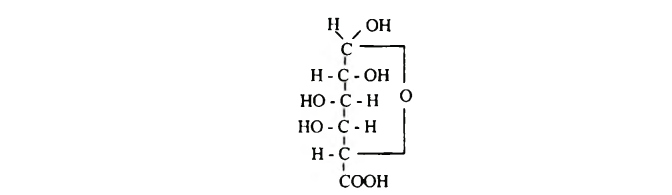 H OH
C
H - C - OH
HO - C - H O
HO - C - H
H - C
COOH